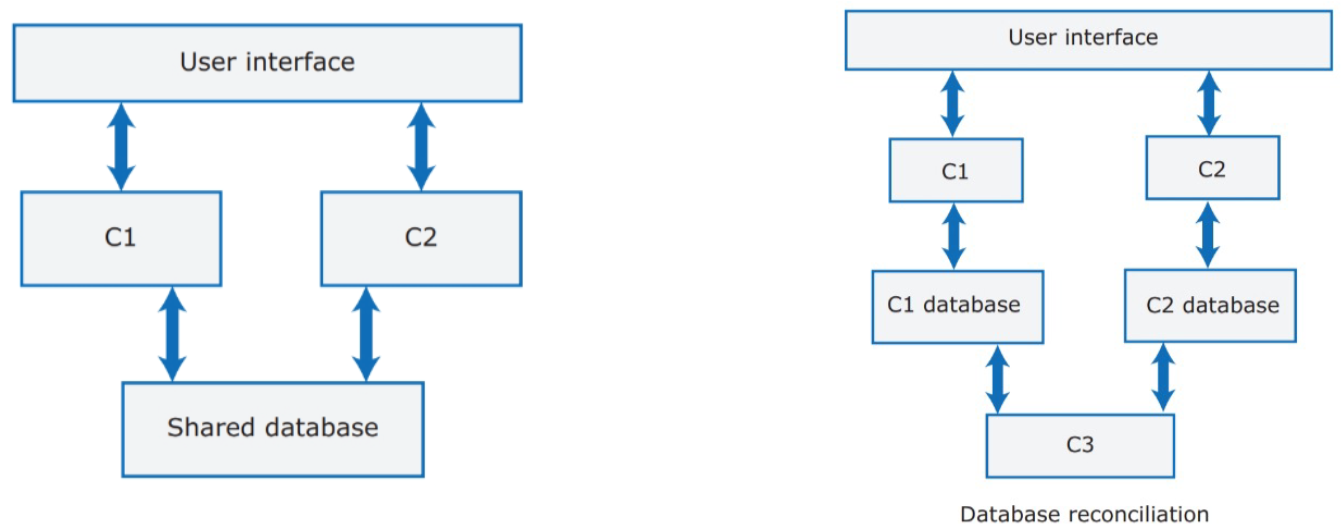 User interface
C1
C2
Shared database
User interface
C1
C2
C1 database
C2 database
C3
Database reconciliation